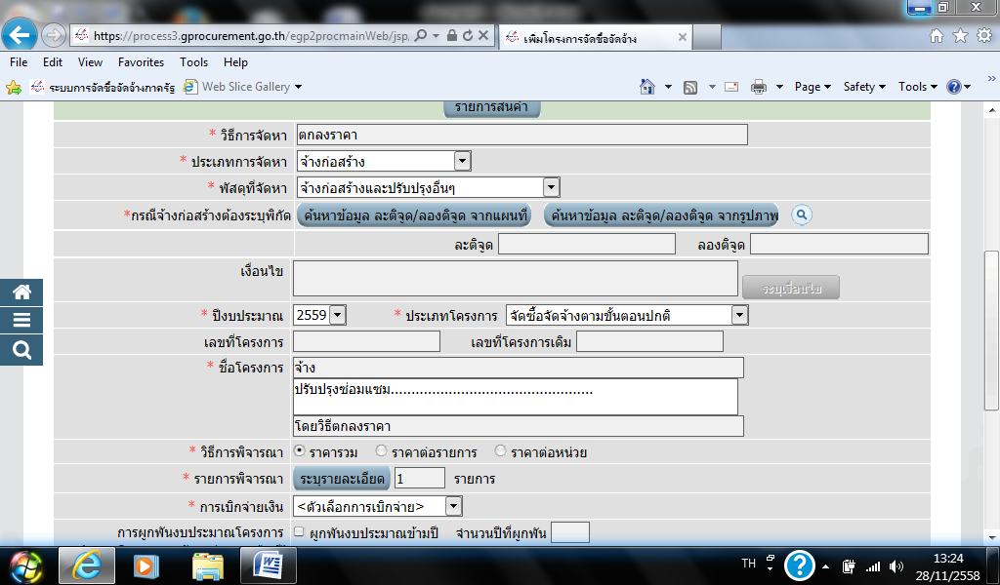 https://process3.gprocurement.go.th/egp2procmainWeb/jsp,
เพิ่มโครงการจัดซื้อจัดจ้าง
File Edit View Favorites Tools Help
ระบบการจัดซื้อจัดจ้างภาครัฐ Web Slice Gallery Page Safety Tools
รายการสินค้า
* วิธีการจัดหา ตกลงราคา
* ประเภทการจัดหา จ้างก่อสร้าง
* พัสดุที่จัดหา จ้างก่อสร้างและปรับปรุงอื่นๆ
*กรณีจ้างก่อสร้างต้องระบุพิกัด ค้นหาข้อมูล ละติจูด/ลองติจูด จากแผนที่ ค้นหาข้อมูล ละติจูด/ลองติจูด จากรูปภาพ
ละติจูด ลองติจูด
เงื่อนไข ระบุเงื่อนไข
* ปีงบประมาณ 2559 * ประเภทโครงการ จัดซื้อจัดจ้างตามขั้นตอนปกติ
เลขที่โครงการ เลขที่โครงการเดิม
* ชื่อโครงการ จ้าง
ปรับปรุงซ่อมแซม.................................................
โดยวิธีตกลงราคา
* วิธีการพิจารณา ราคารวม ราคาต่อรายการ ราคาต่อหน่วย
* รายการพิจารณา ระบุรายละเอียด 1 รายการ
* การเบิกจ่ายเงิน <ตัวเลือกการเบิกจ่าย>
การผูกพันงบประมาณโครงการ ผูกพันงบประมาณข้ามปี จำนวนปีที่ผูกพัน
TH 13:24
28/11/2558